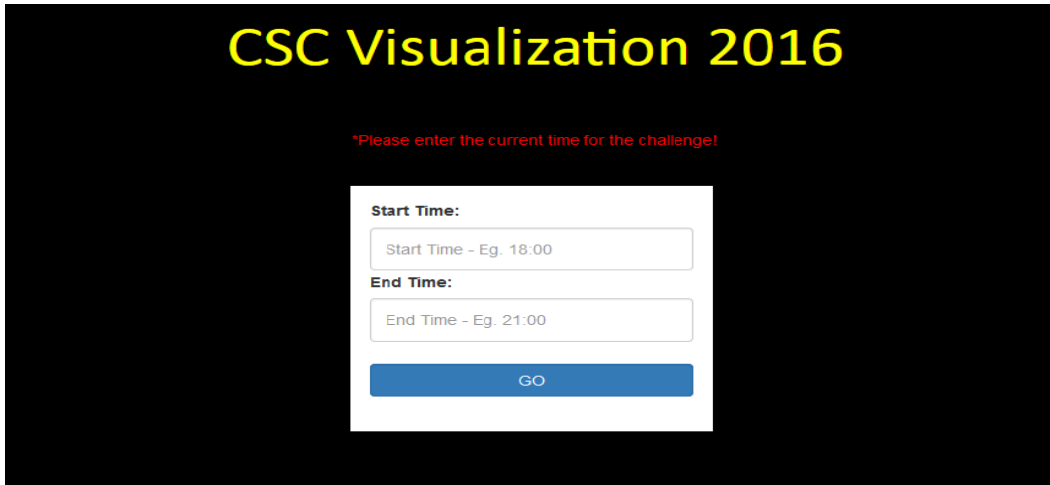 CSC Visualization 2016
*Please enter the current time for the challenge!
Start Time:
Start Time - Eg. 18:00
End Time:
End Time - Eg. 21:00
GO